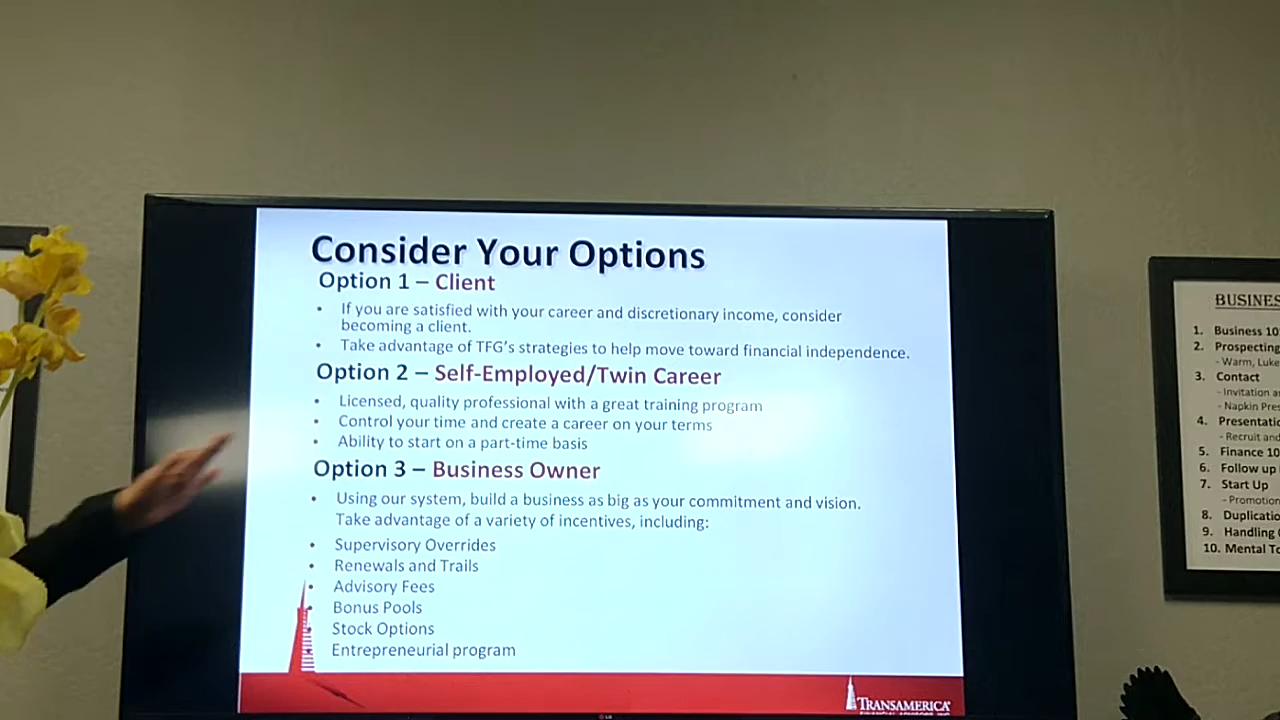 Consider Your Options
Option 1 – Client
• If you are satisfied with your career and discretionary income, consider
becoming a client.
• Take advantage of TFG's strategies to help move toward financial independence.
Option 2 – Self-Employed/Twin Career
• Licensed, quality professional with a great training program
• Control your time and create a career on your terms
• Ability to start on a part-time basis
Option 3 – Business Owner
• Using our system, build a business as big as your commitment and vision.
Take advantage of a variety of incentives, including:
• Supervisory Overrides
• Renewals and Trails
• Advisory Fees
• Bonus Pools
• Stock Options
• Entrepreneurial program
TRANSAMERICA
LG
BUSINES
1. Business 10
2. Prospecting
- Warm, Luke
3. Contact
- Invitation a
- Napkin Pres
4. Presentatio
- Recruit and
5. Finance 10
6. Follow up
7. Start Up
- Promotion
8. Duplicatio
9. Handling
10. Mental To